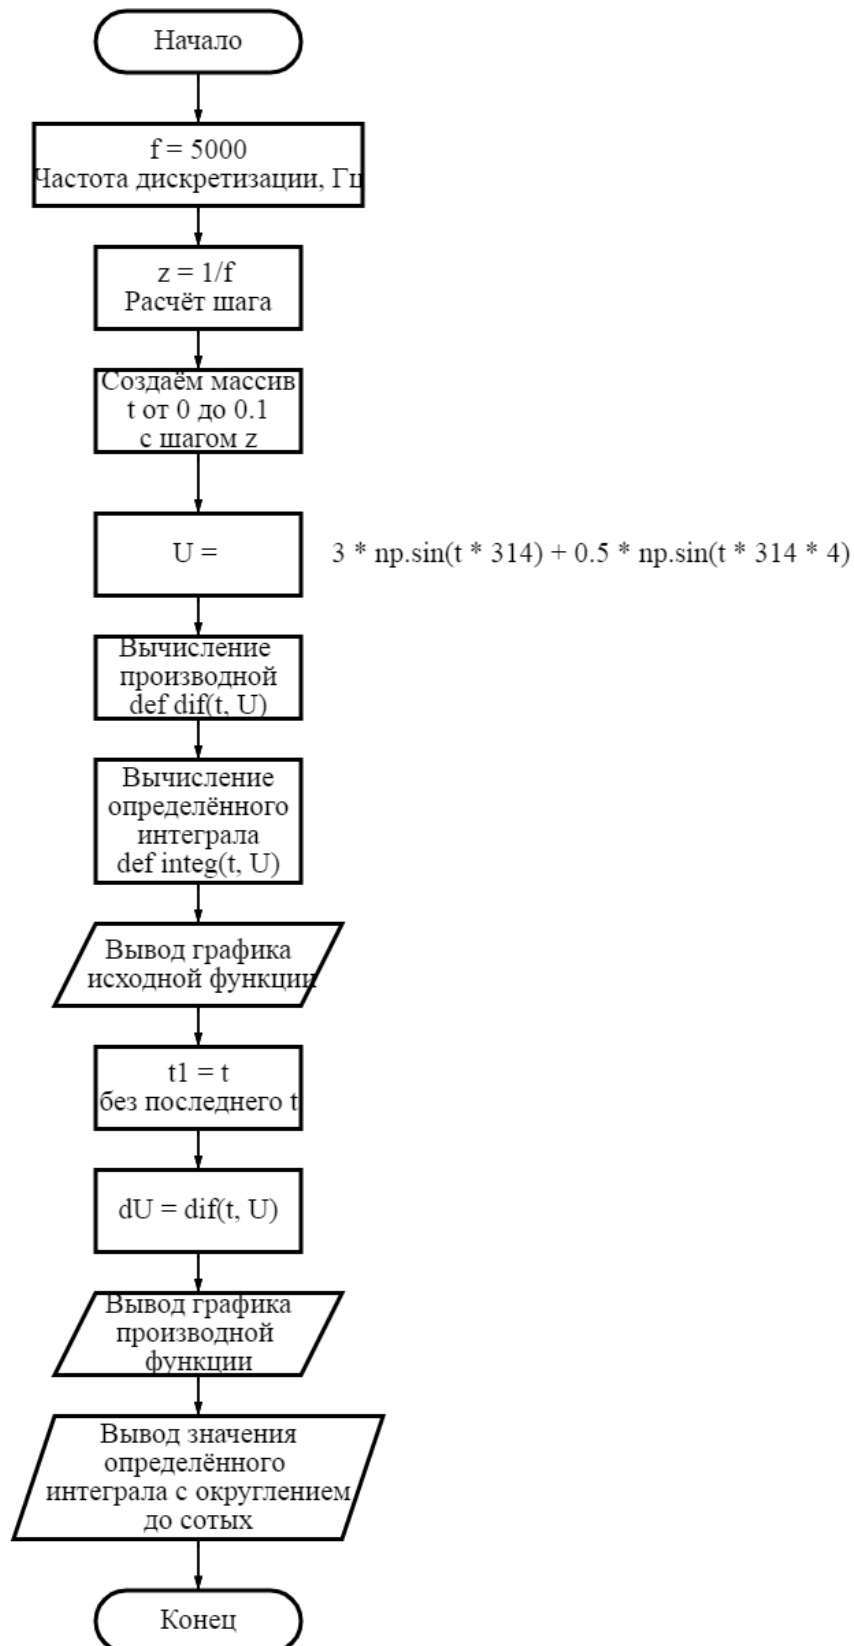 Начало
f = 5000
Частота дискретизации, Гц
z = 1/f
Расчёт шага
Создаём массив
t от 0 до 0.1
с шагом z
U = 3 * np.sin(t * 314) + 0.5 * np.sin(t * 314 * 4)
Вычисление
производной
def dif(t, U)
Вычисление
определённого
интеграла
def integ(t, U)
Вывод графика
исходной функции
t1 = t
без последнего t
dU = dif(t, U)
Вывод графика
производной
функции
Вывод значения
определённого
интеграла с округлением
до сотых
Конец